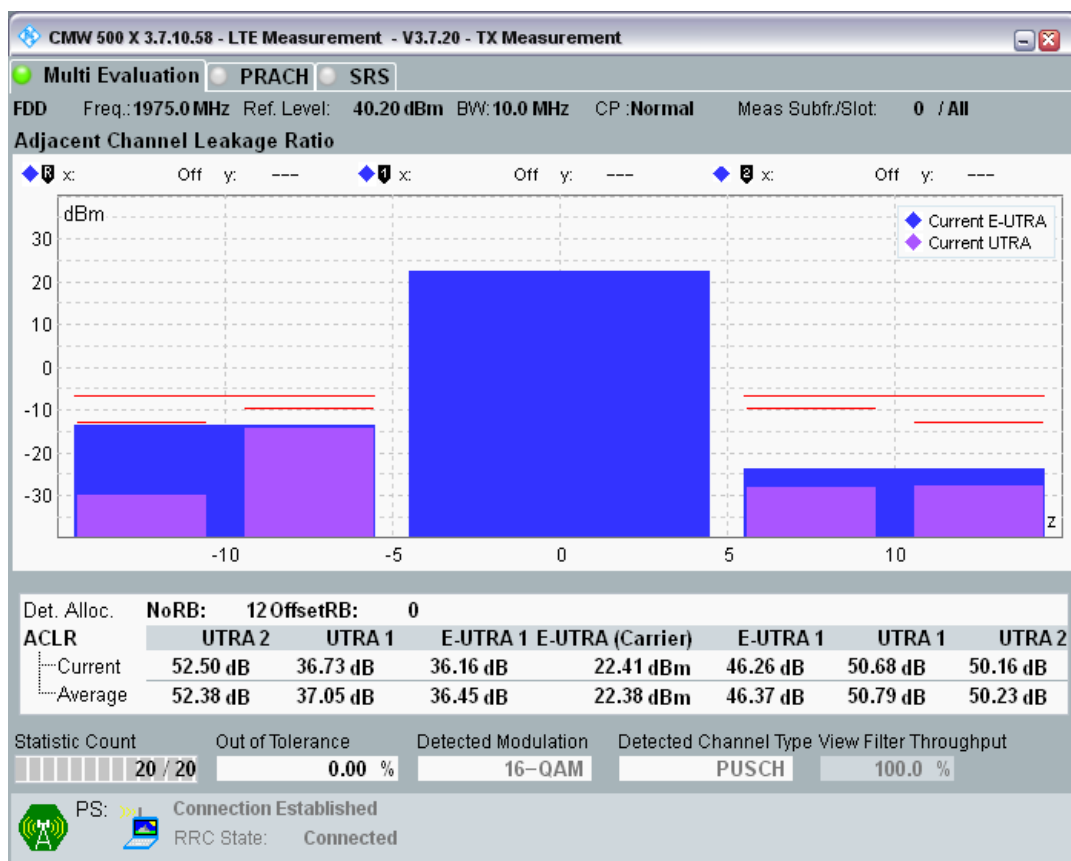 CMW 500 X 3.7.10.58 - LTE Measurement - V3.7.20 - TX Measurement
Multi Evaluation PRACH SRS
FDD Freq.: 1975.0 MHz Ref. Level: 40.20 dBm BW: 10.0 MHz CP :Normal Meas Subfr./Slot: 0 / All
Adjacent Channel Leakage Ratio
R x: Off y: --- 1 x: Off y: --- 2 x: Off y: ---
dBm
Current E-UTRA
Current UTRA
30
20
10
0
-10
-20
-30
z
-10 -5 0 5 10
Det. Alloc. NoRB: 12 OffsetRB: 0
ACLR UTRA 2 UTRA 1 E-UTRA 1 E-UTRA (Carrier) E-UTRA 1 UTRA 1 UTRA 2
Current 52.50 dB 36.73 dB 36.16 dB 22.41 dBm 46.26 dB 50.68 dB 50.16 dB
Average 52.38 dB 37.05 dB 36.45 dB 22.38 dBm 46.37 dB 50.79 dB 50.23 dB
Statistic Count Out of Tolerance Detected Modulation Detected Channel Type View Filter Throughput
20 / 20 0.00 % 16-QAM PUSCH 100.0 %
PS: Connection Established
RRC State: Connected